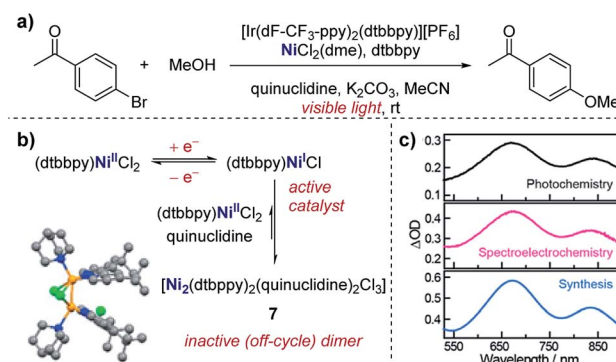 a)
[Ir(dF-CF₃-ppy)₂(dtbbpy)][PF₆]
NiCl₂(dme), dtbbpy
O
Br
+ MeOH
quinuclidine, K₂CO₃, MeCN
visible light, rt
O
OMe
b)
(dtbbpy)NiᴵᴵCl₂
+ e⁻
− e⁻
(dtbbpy)NiᴵCl
active
catalyst
(dtbbpy)NiᴵᴵCl₂
quinuclidine
[Ni₂(dtbppy)₂(quinuclidine)₂Cl₃]
7
inactive (off-cycle) dimer
c)
0.3
0.2
0.1
Photochemistry
ΔOD
0.4
0.3
Spectroelectrochemistry
0.6
0.5
0.4
Synthesis
550 650 750 850
Wavelength / nm